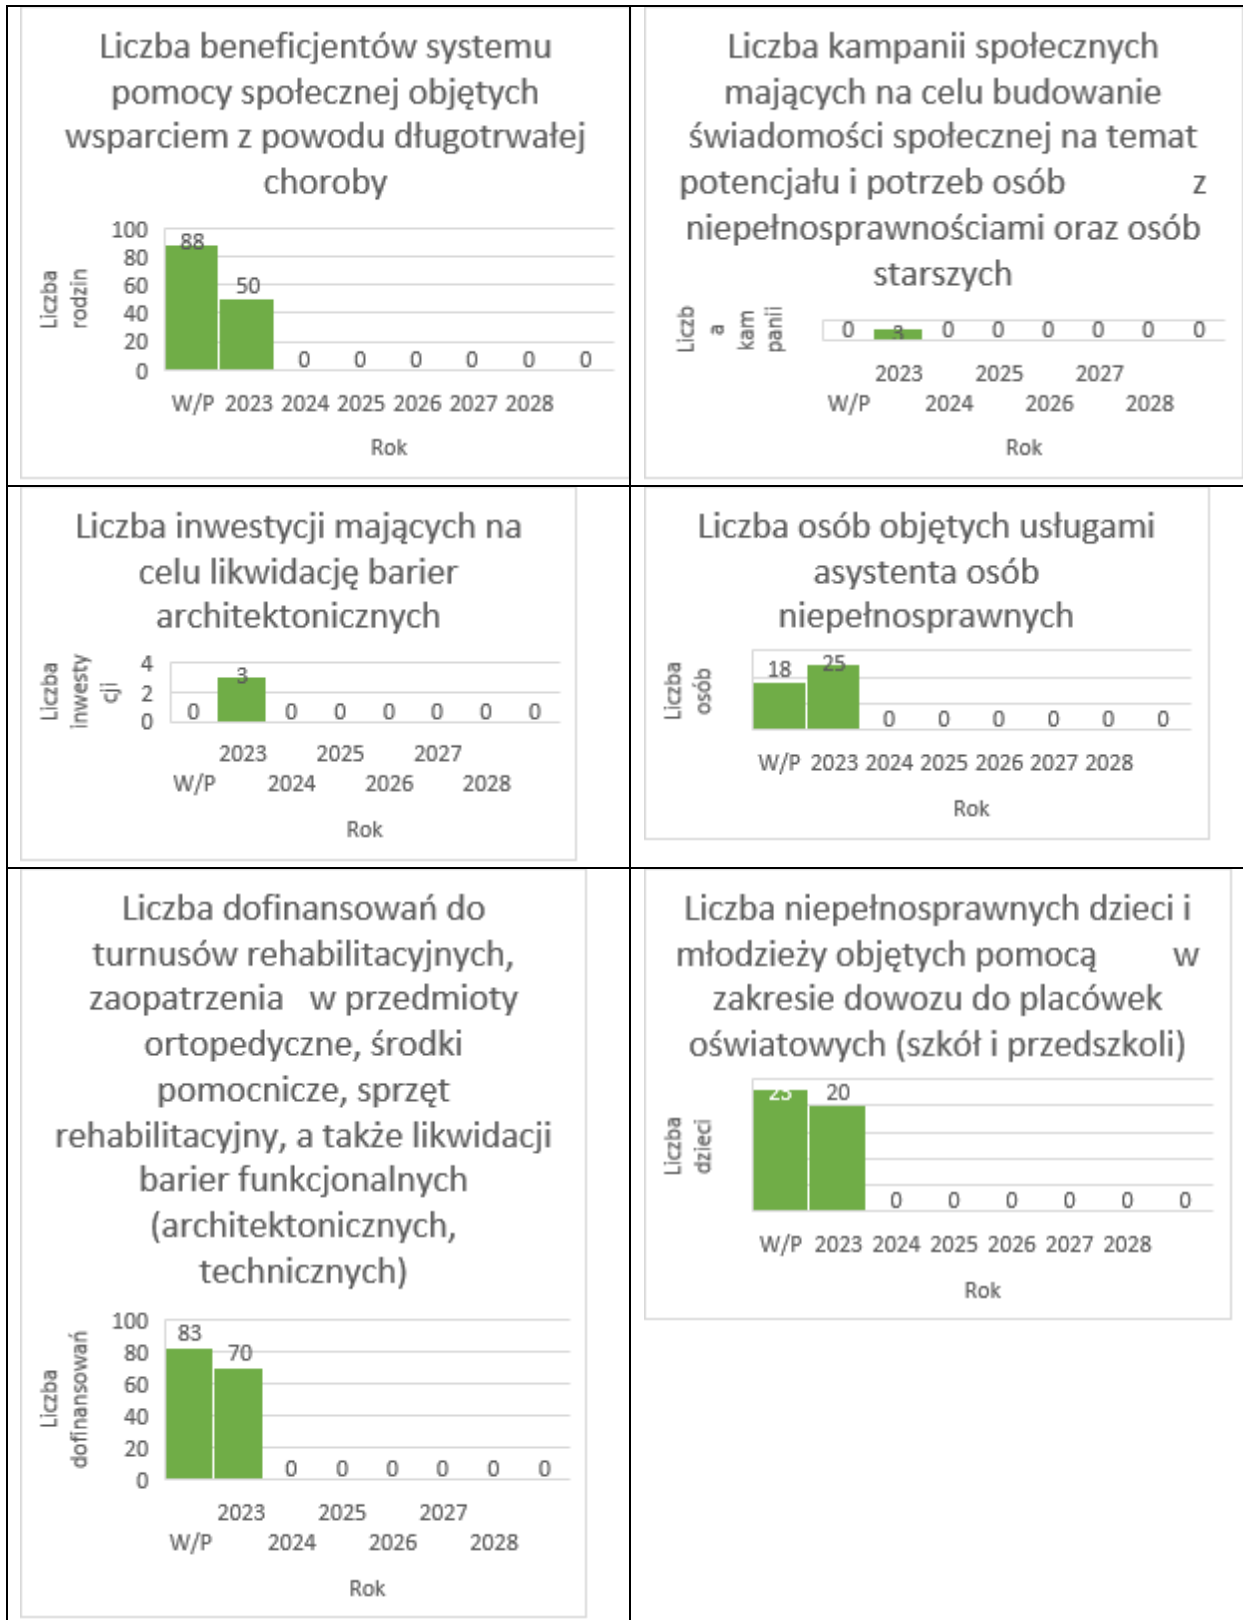 Liczba beneficjentów systemu
pomocy społecznej objętych
wsparciem z powodu długotrwałej
choroby
100
80
60
40
20
0
Liczba
rodzin
88
50
0 0 0 0 0 0
W/P 2023 2024 2025 2026 2027 2028
Rok
Liczba kampanii społecznych
mających na celu budowanie
świadomości społecznej na temat
potencjału i potrzeb osób z
niepełnosprawnościami oraz osób
starszych
Liczb
a
kam
panii
0 3 0 0 0 0 0 0
2023 2025 2027
W/P 2024 2026 2028
Rok
Liczba inwestycji mających na
celu likwidację barier
architektonicznych
Liczba
inwesty
cji
4
2
0
0 3 0 0 0 0 0 0
2023 2025 2027
W/P 2024 2026 2028
Rok
Liczba osób objętych usługami
asystenta osób
niepełnosprawnych
Liczba
osób
18 25 0 0 0 0 0 0
W/P 2023 2024 2025 2026 2027 2028
Rok
Liczba dofinansowań do
turnusów rehabilitacyjnych,
zaopatrzenia w przedmioty
ortopedyczne, środki
pomocnicze, sprzęt
rehabilitacyjny, a także likwidacji
barier funkcjonalnych
(architektonicznych,
technicznych)
Liczba
dofinansowań
100
80
60
40
20
0
83
70
0 0 0 0 0 0
2023 2025 2027
W/P 2024 2026 2028
Rok
Liczba niepełnosprawnych dzieci i
młodzieży objętych pomocą w
zakresie dowozu do placówek
oświatowych (szkół i przedszkoli)
Liczba
dzieci
20
0 0 0 0 0 0
W/P 2023 2024 2025 2026 2027 2028
Rok